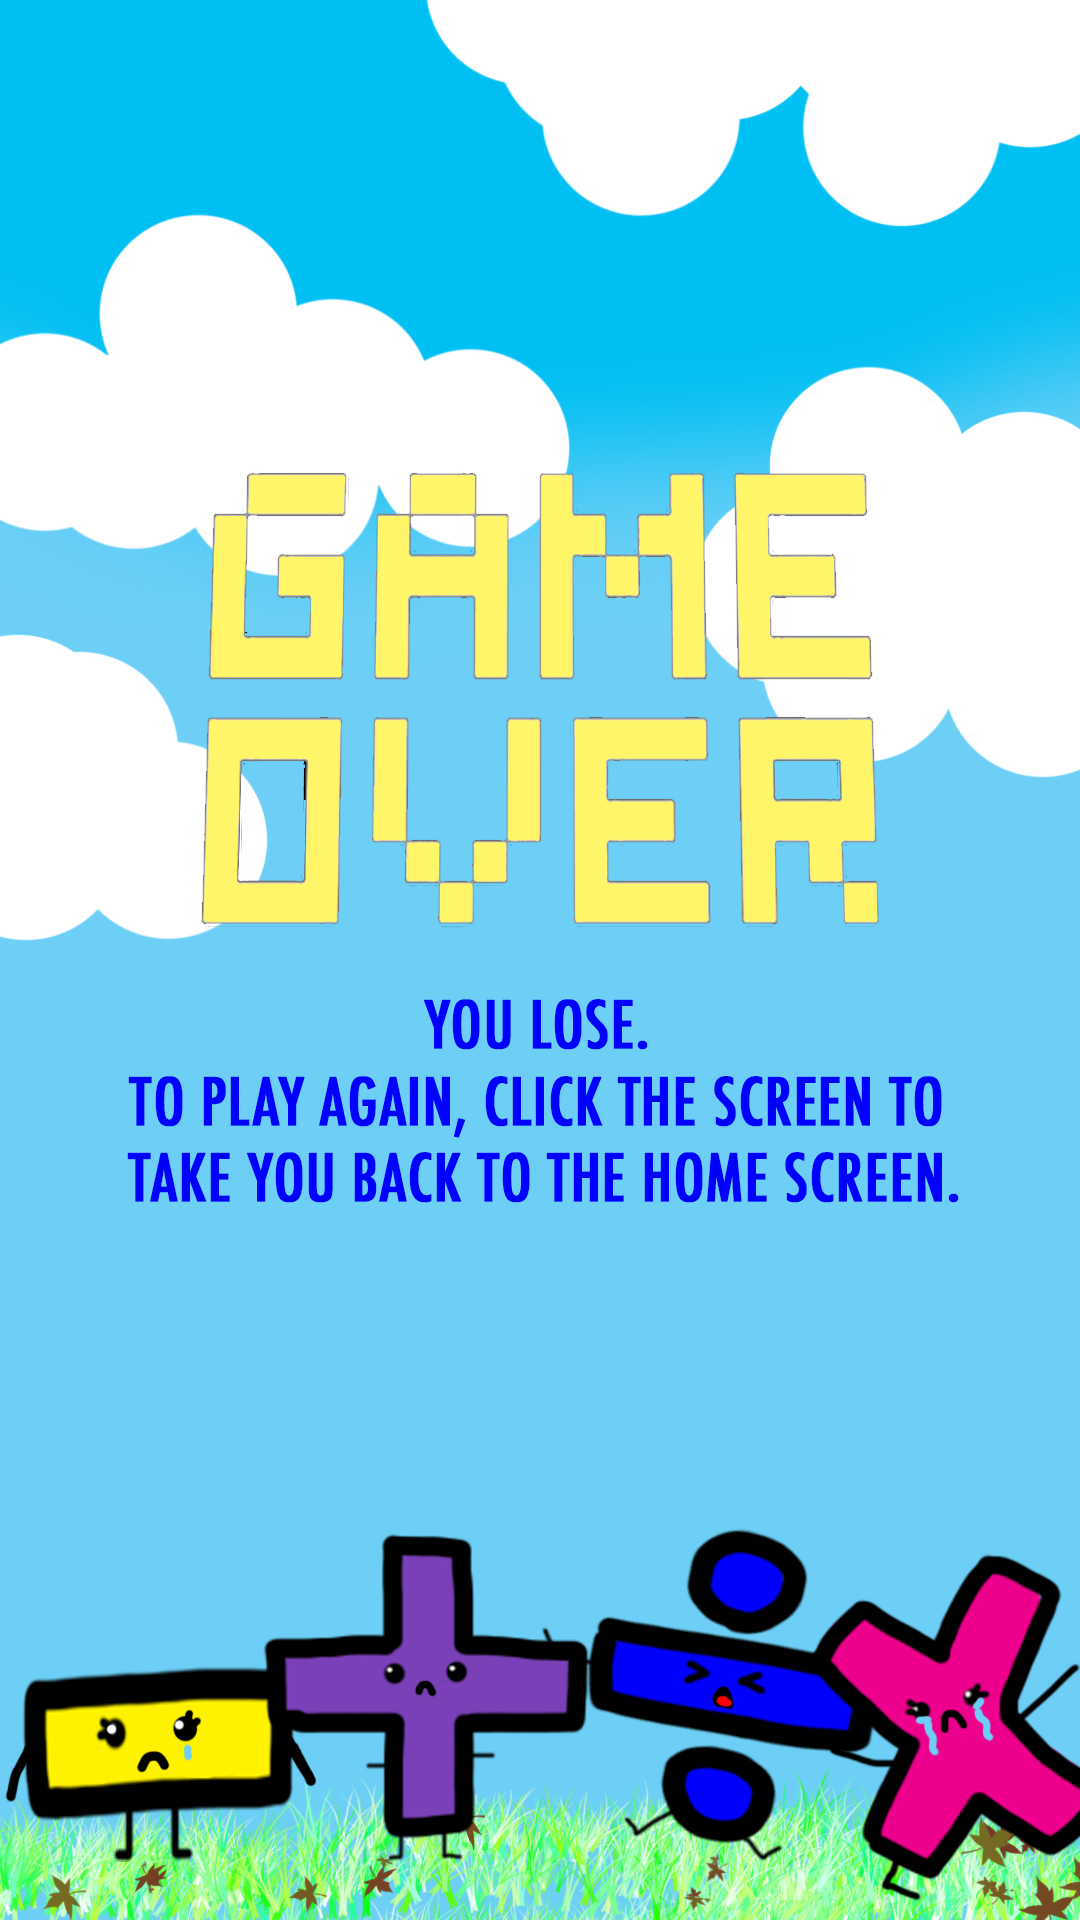 GAME
OVER
YOU LOSE.
TO PLAY AGAIN, CLICK THE SCREEN TO
TAKE YOU BACK TO THE HOME SCREEN.